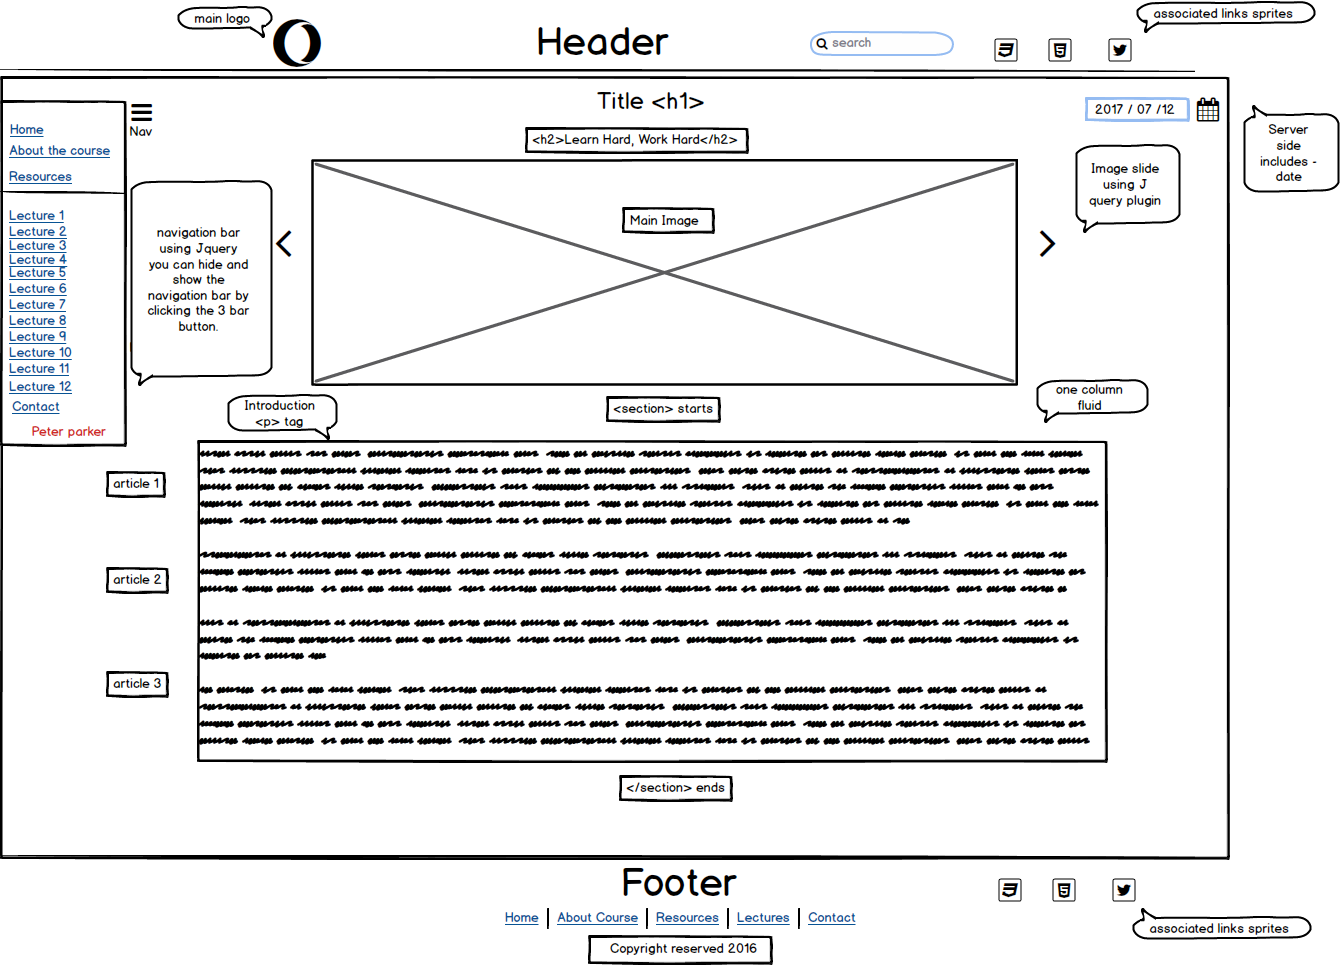 main logo
Header
search
associated links sprites
Title <h1>
2017 / 07 /12
Nav
<h2>Learn Hard, Work Hard</h2>
Server
side
includes -
date
Home
About the course
Resources
Image slide
using J
query plugin
Main Image
navigation bar
using Jquery
you can hide and
show the
navigation bar by
clicking the 3 bar
button.
Lecture 1
Lecture 2
Lecture 3
Lecture 4
Lecture 5
Lecture 6
Lecture 7
Lecture 8
Lecture 9
Lecture 10
Lecture 11
Lecture 12
Contact
Peter parker
Introduction
<p> tag
<section> starts
one column
fluid
article 1
article 2
article 3
</section> ends
Footer
Home
About Course
Resources
Lectures
Contact
associated links sprites
Copyright reserved 2016